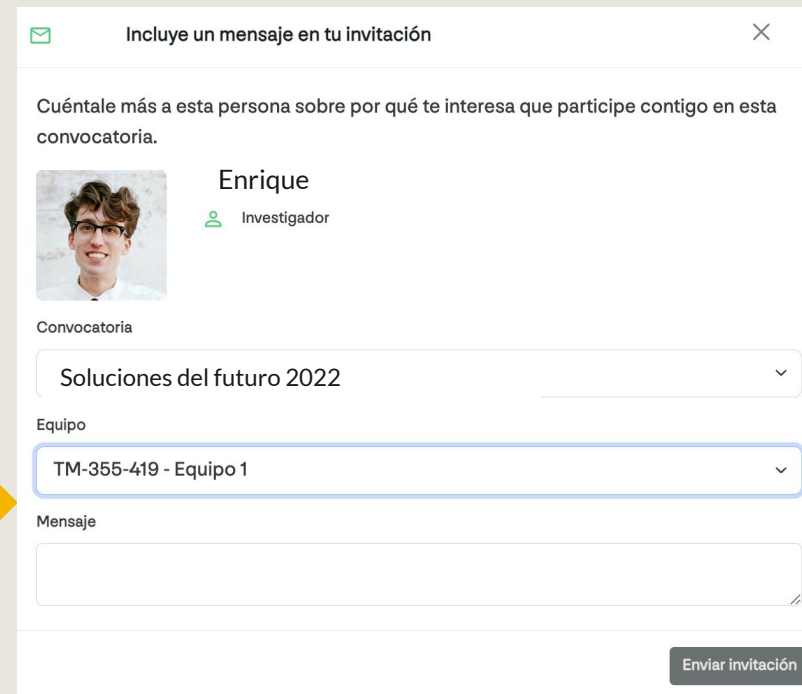 Incluye un mensaje en tu invitación
Cuéntale más a esta persona sobre por qué te interesa que participe contigo en esta
convocatoria.
Enrique
Investigador
Convocatoria
Soluciones del futuro 2022
Equipo
TM-355-419 - Equipo 1
Mensaje
Enviar invitación